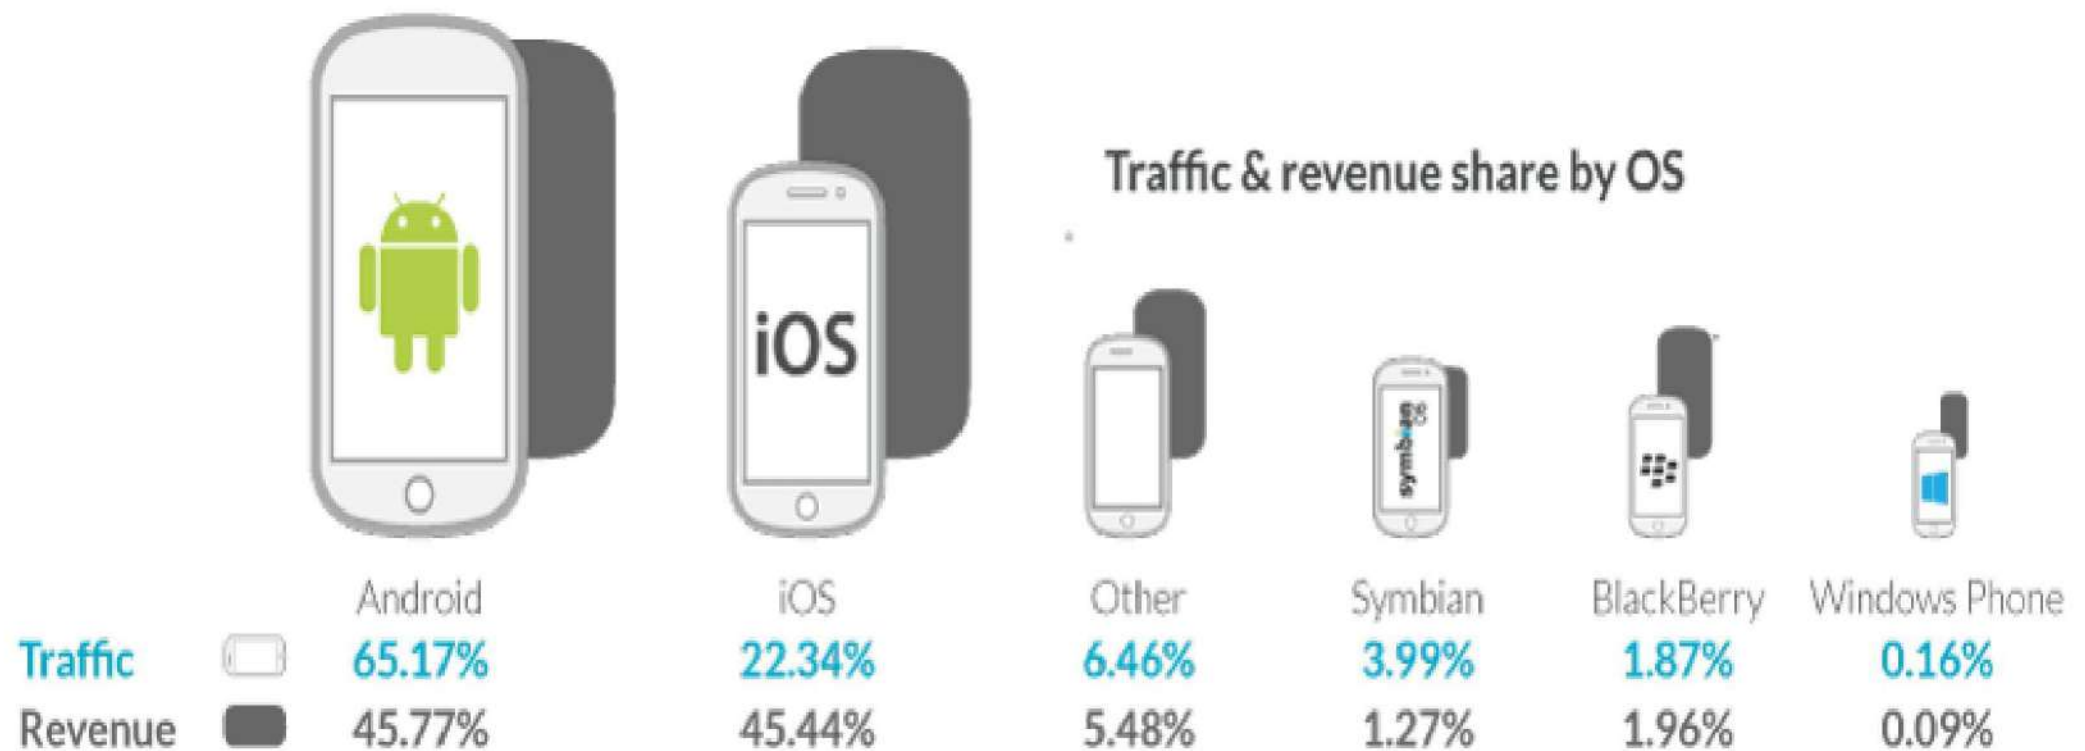 Traffic & revenue share by OS
iOS
symbian
OS
Android iOS Other Symbian BlackBerry Windows Phone
Traffic 65.17% 22.34% 6.46% 3.99% 1.87% 0.16%
Revenue 45.77% 45.44% 5.48% 1.27% 1.96% 0.09%